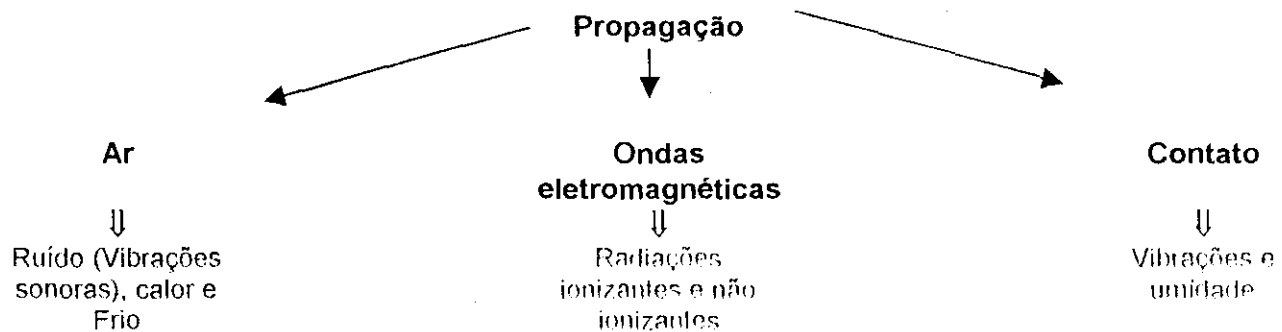 Propagação
Ar
Ondas
eletromagnéticas
Contato
⇓
⇓
⇓
Ruído (Vibrações
sonoras), calor e
Frio
Radiações
ionizantes e não
ionizantes
Vibrações e
umidade